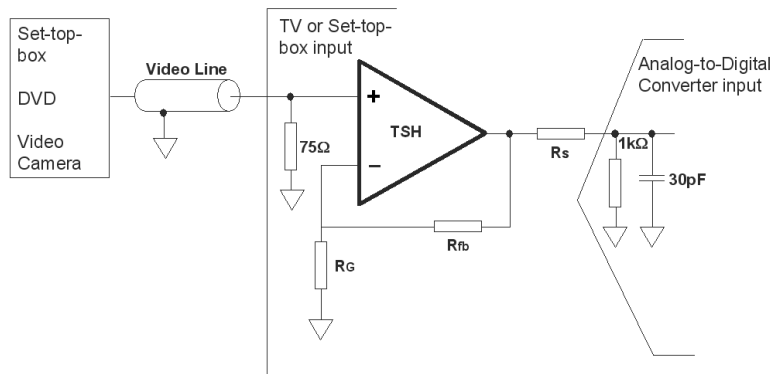 Set-top-
box
DVD
Video
Camera
Video Line
TV or Set-top-
box input
75Ω
+
TSH
−
Rfb
RG
Rs
Analog-to-Digital
Converter input
1kΩ
30pF